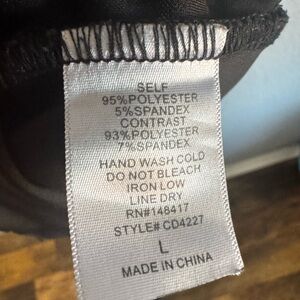 SELF
95%POLYESTER
5%SPANDEX
CONTRAST
93%POLYESTER
7%SPANDEX
HAND WASH COLD
DO NOT BLEACH
IRON LOW
LINE DRY
RN#148417
STYLE# CD4227
L
MADE IN CHINA